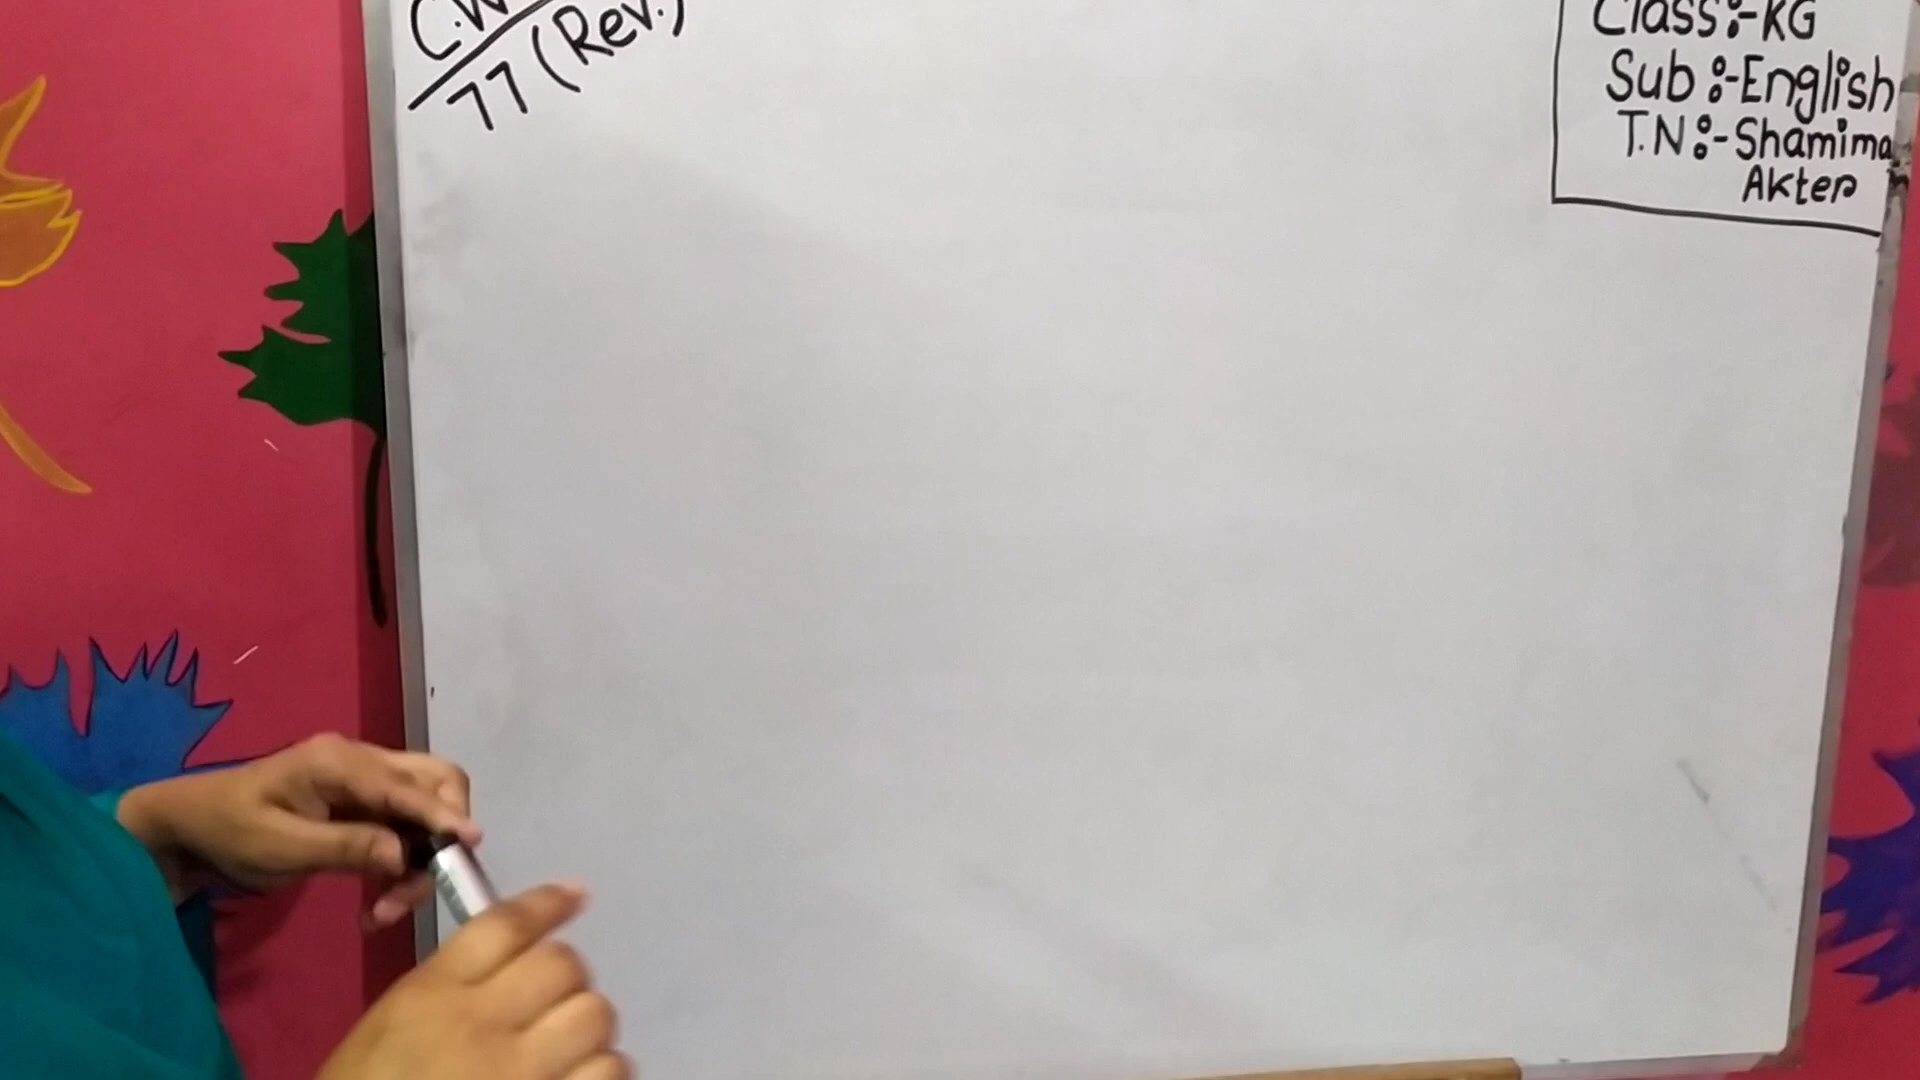 C.W
77 (Rev.)
Class:-KG
Sub:-English
T.N:-Shamima
Akter